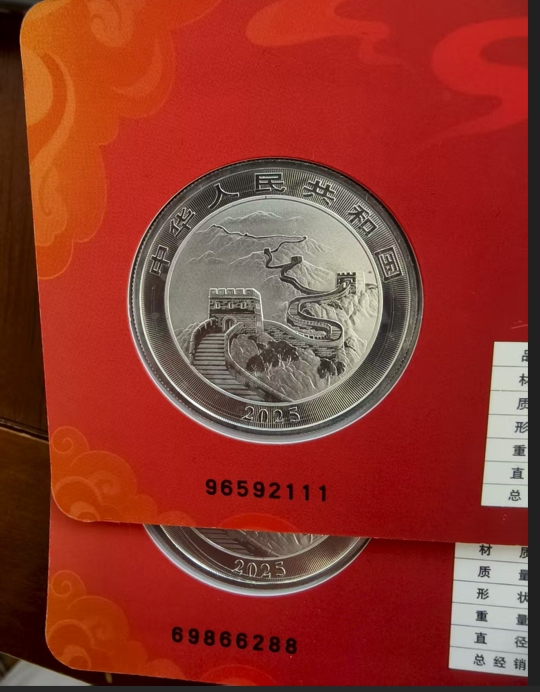 中华人民共和国
2025
96592111
品
材
质
形
重
直
总
2025
69866288
材 质
质 量
形 状
重 量
直 径
总 经 销